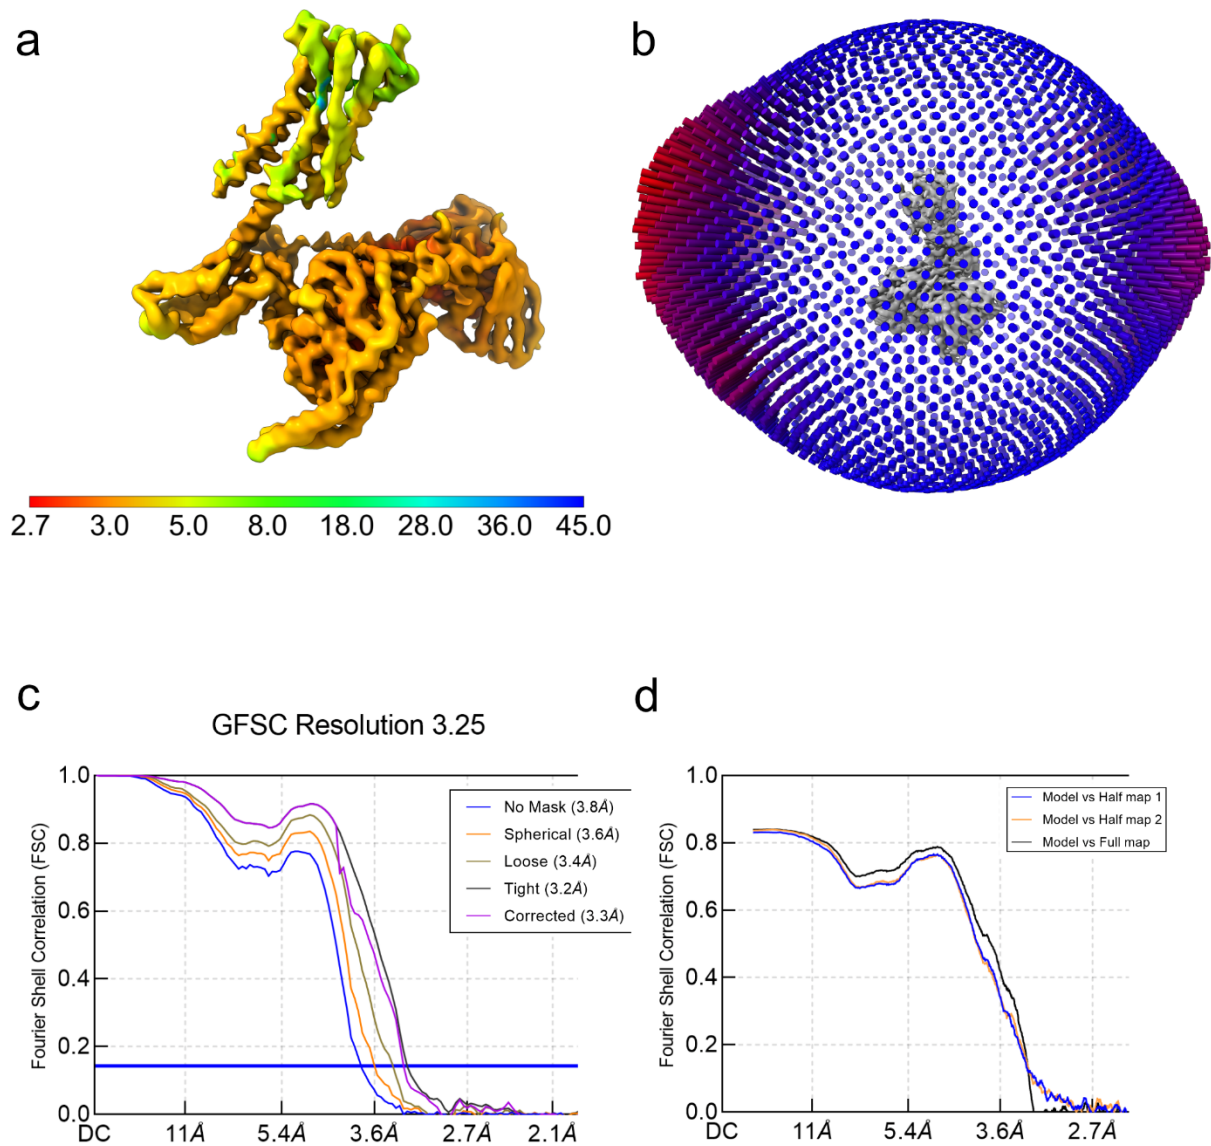 a
b
2.7 3.0 5.0 8.0 18.0 28.0 36.0 45.0
c
d
GFSC Resolution 3.25
Fourier Shell Correlation (FSC)
1.0
0.8
0.6
0.4
0.2
0.0
No Mask (3.8Å)
Spherical (3.6Å)
Loose (3.4Å)
Tight (3.2Å)
Corrected (3.3Å)
DC 11Å 5.4Å 3.6Å 2.7Å 2.1Å
Fourier Shell Correlation (FSC)
1.0
0.8
0.6
0.4
0.2
0.0
Model vs Half map 1
Model vs Half map 2
Model vs Full map
DC 11Å 5.4Å 3.6Å 2.7Å